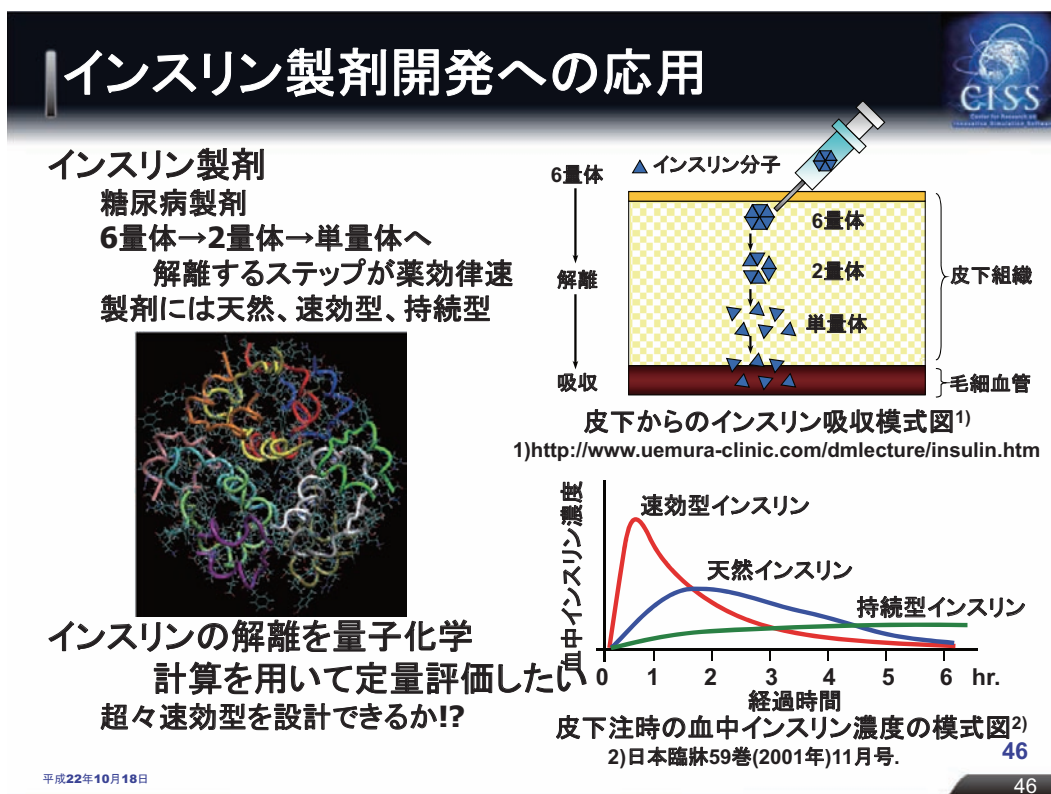 インスリン製剤開発への応用
CISS
Center for Research on
Innovative Simulation Software
インスリン製剤
糖尿病製剤
6量体→2量体→単量体へ
解離するステップが薬効律速
製剤には天然、速効型、持続型
インスリンの解離を量子化学
計算を用いて定量評価したい
超々速効型を設計できるか!?
6量体
解離
吸収
インスリン分子
6量体
2量体
単量体
皮下組織
毛細血管
皮下からのインスリン吸収模式図1)
1)http://www.uemura-clinic.com/dmlecture/insulin.htm
血中インスリン濃度
速効型インスリン
天然インスリン
持続型インスリン
0 1 2 3 4 5 6 hr.
経過時間
皮下注時の血中インスリン濃度の模式図2)
2)日本臨牀59巻(2001年)11月号.
46
平成22年10月18日
46